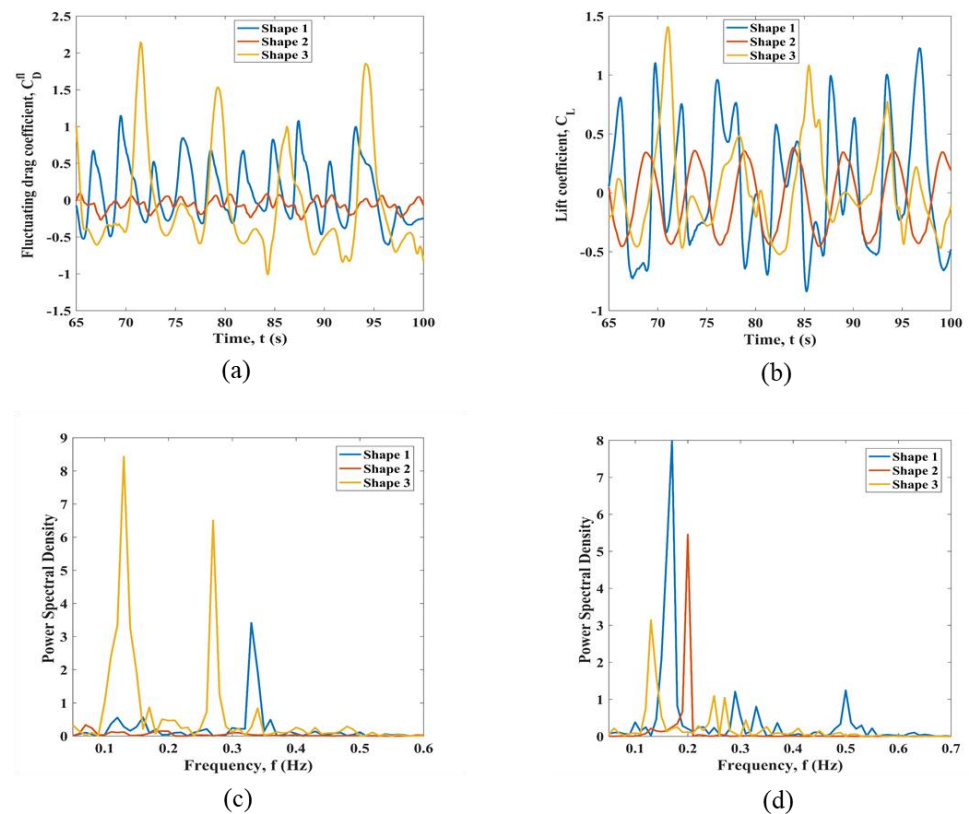 2.5
2
1.5
1
0.5
0
-0.5
-1
-1.5
65 70 75 80 85 90 95 100
Fluctuating drag coefficient, C_D^fl
Time, t (s)
Shape 1
Shape 2
Shape 3
(a)
1.5
1
0.5
0
-0.5
-1
65 70 75 80 85 90 95 100
Lift coefficient, C_L
Time, t (s)
Shape 1
Shape 2
Shape 3
(b)
9
8
7
6
5
4
3
2
1
0
0.1 0.2 0.3 0.4 0.5 0.6
Power Spectral Density
Frequency, f (Hz)
Shape 1
Shape 2
Shape 3
(c)
8
7
6
5
4
3
2
1
0
0.1 0.2 0.3 0.4 0.5 0.6 0.7
Power Spectral Density
Frequency, f (Hz)
Shape 1
Shape 2
Shape 3
(d)